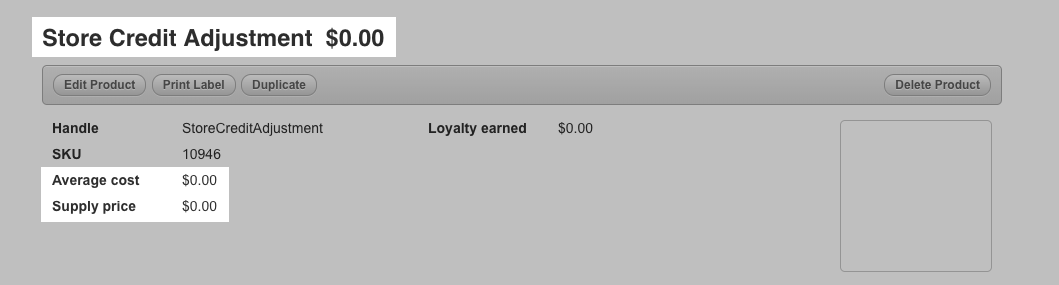 Store Credit Adjustment $0.00
Edit Product Print Label Duplicate Delete Product
Handle StoreCreditAdjustment Loyalty earned $0.00
SKU 10946
Average cost $0.00
Supply price $0.00